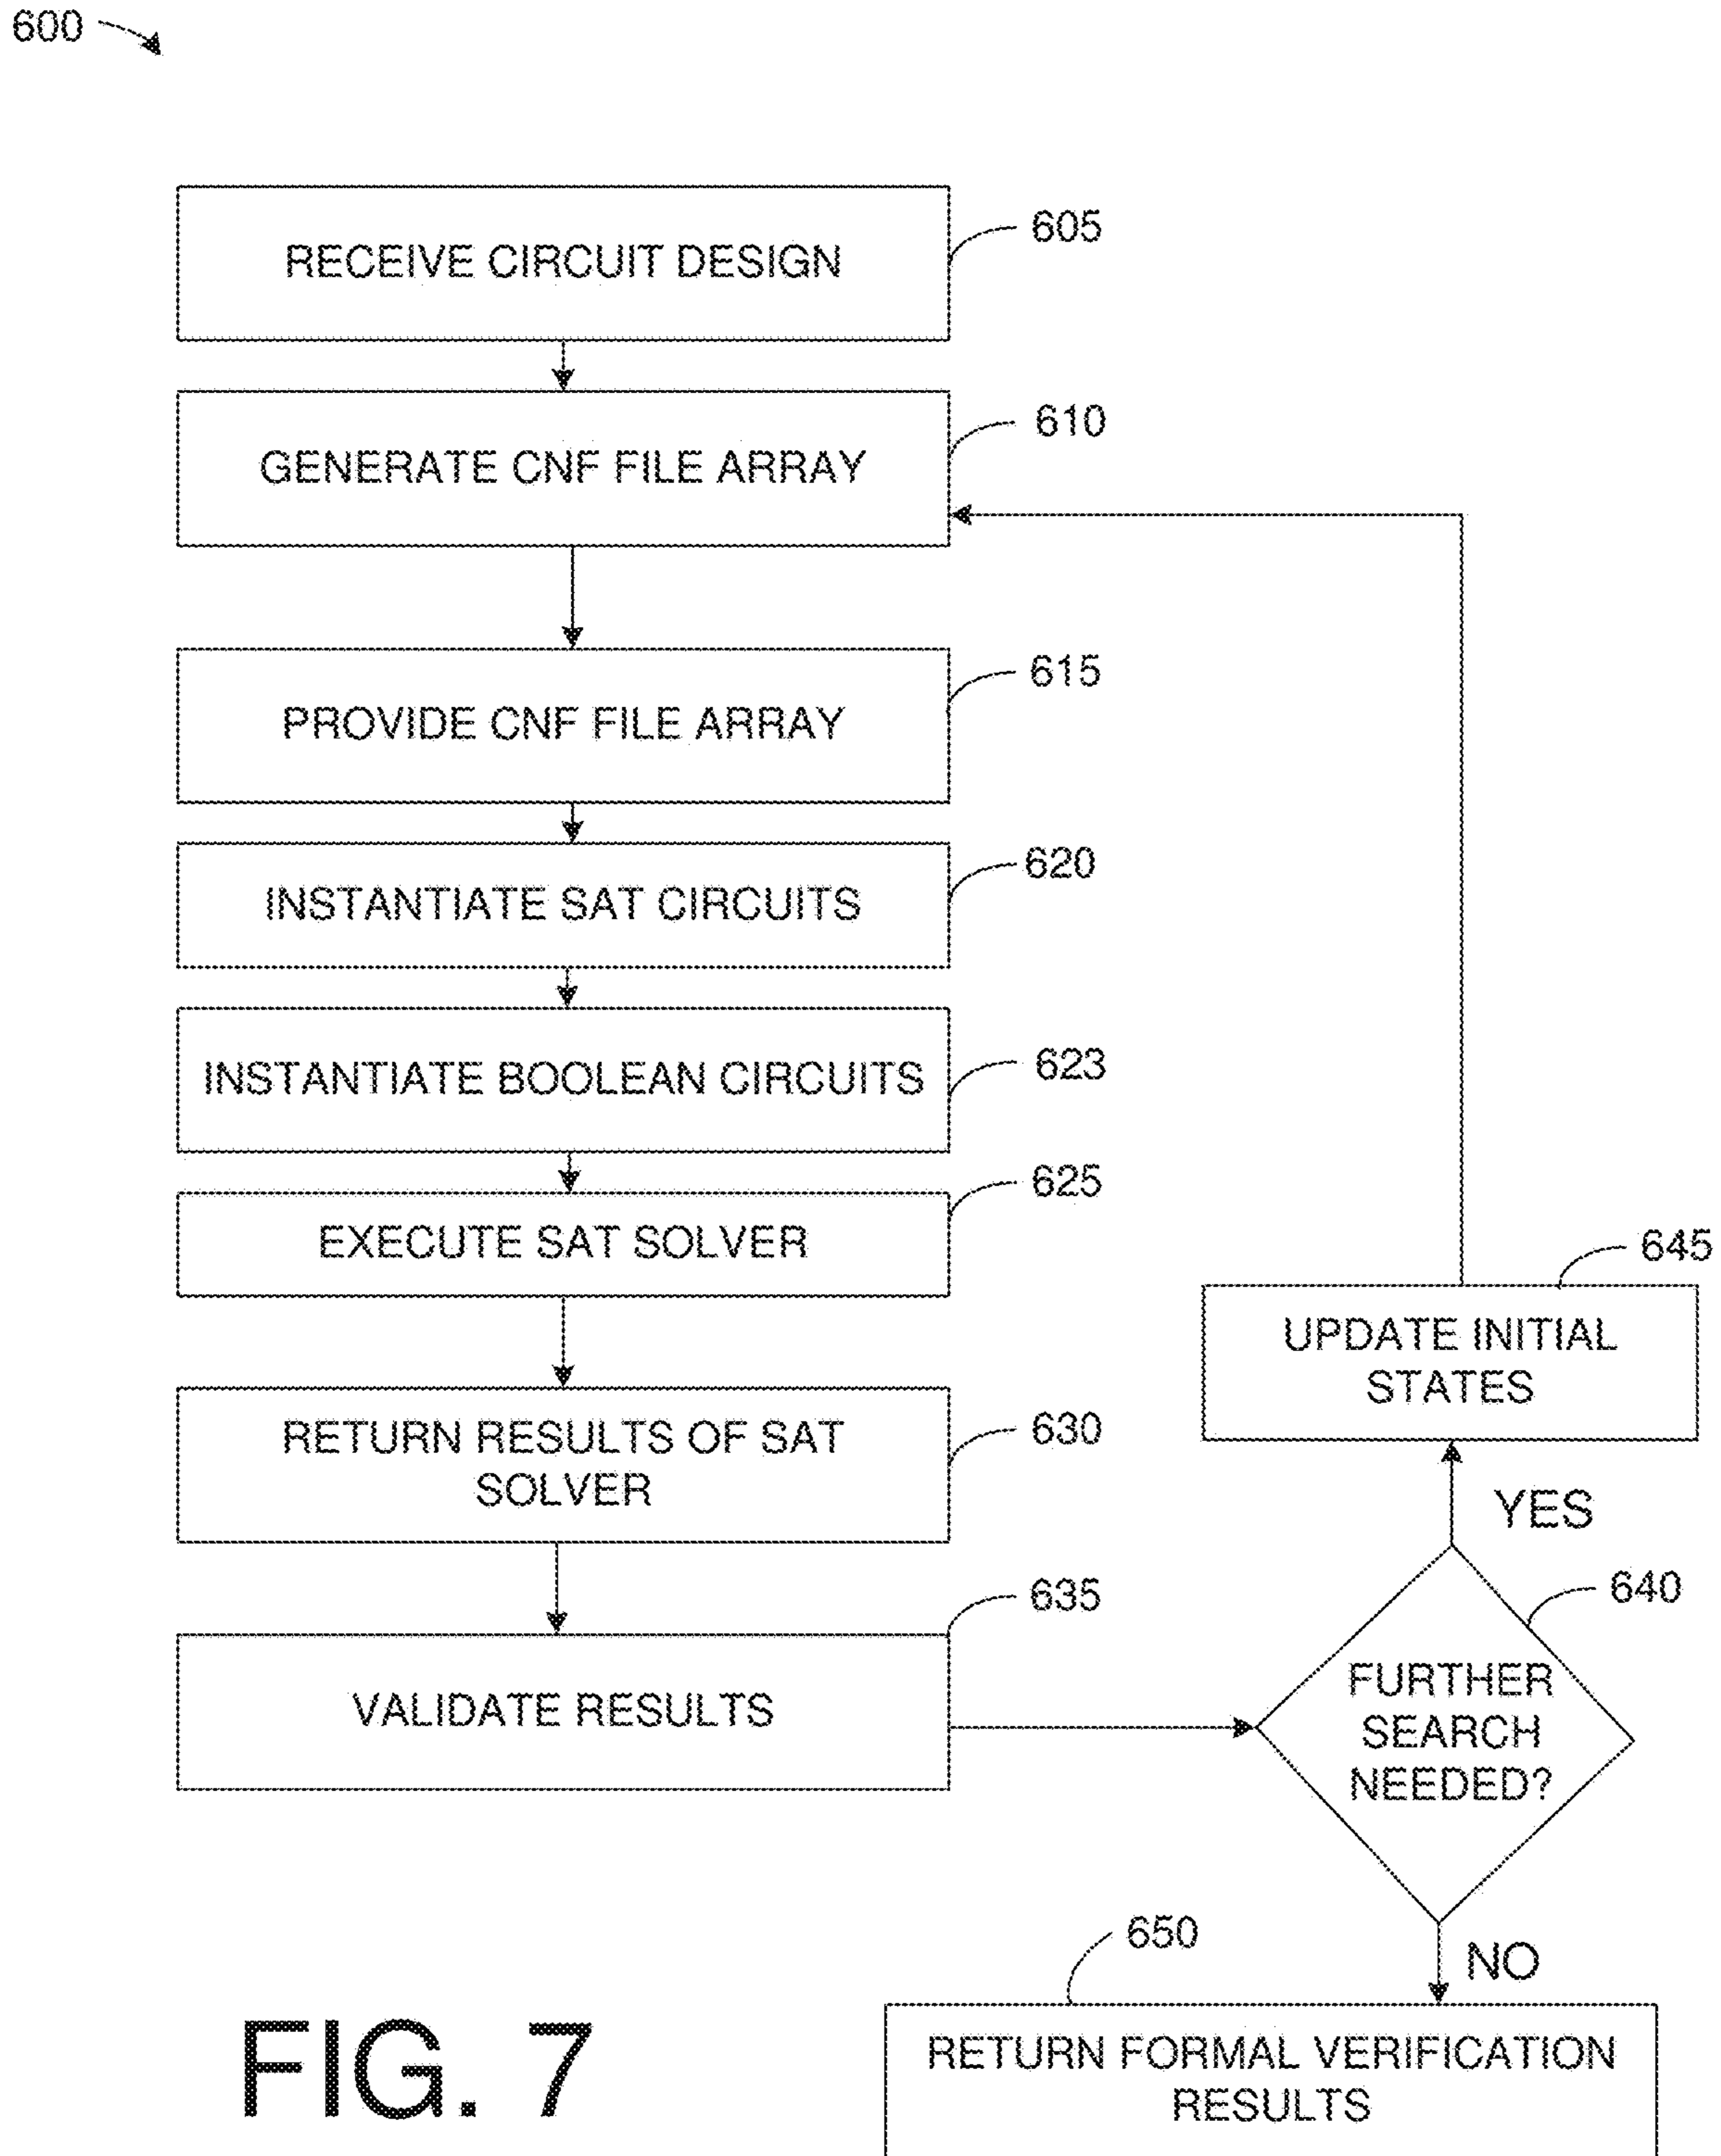 600
RECEIVE CIRCUIT DESIGN
605
GENERATE CNF FILE ARRAY
610
PROVIDE CNF FILE ARRAY
615
INSTANTIATE SAT CIRCUITS
620
INSTANTIATE BOOLEAN CIRCUITS
623
EXECUTE SAT SOLVER
625
RETURN RESULTS OF SAT
SOLVER
630
VALIDATE RESULTS
635
FURTHER
SEARCH
NEEDED?
640
YES
UPDATE INITIAL
STATES
645
NO
RETURN FORMAL VERIFICATION
RESULTS
650
FIG. 7